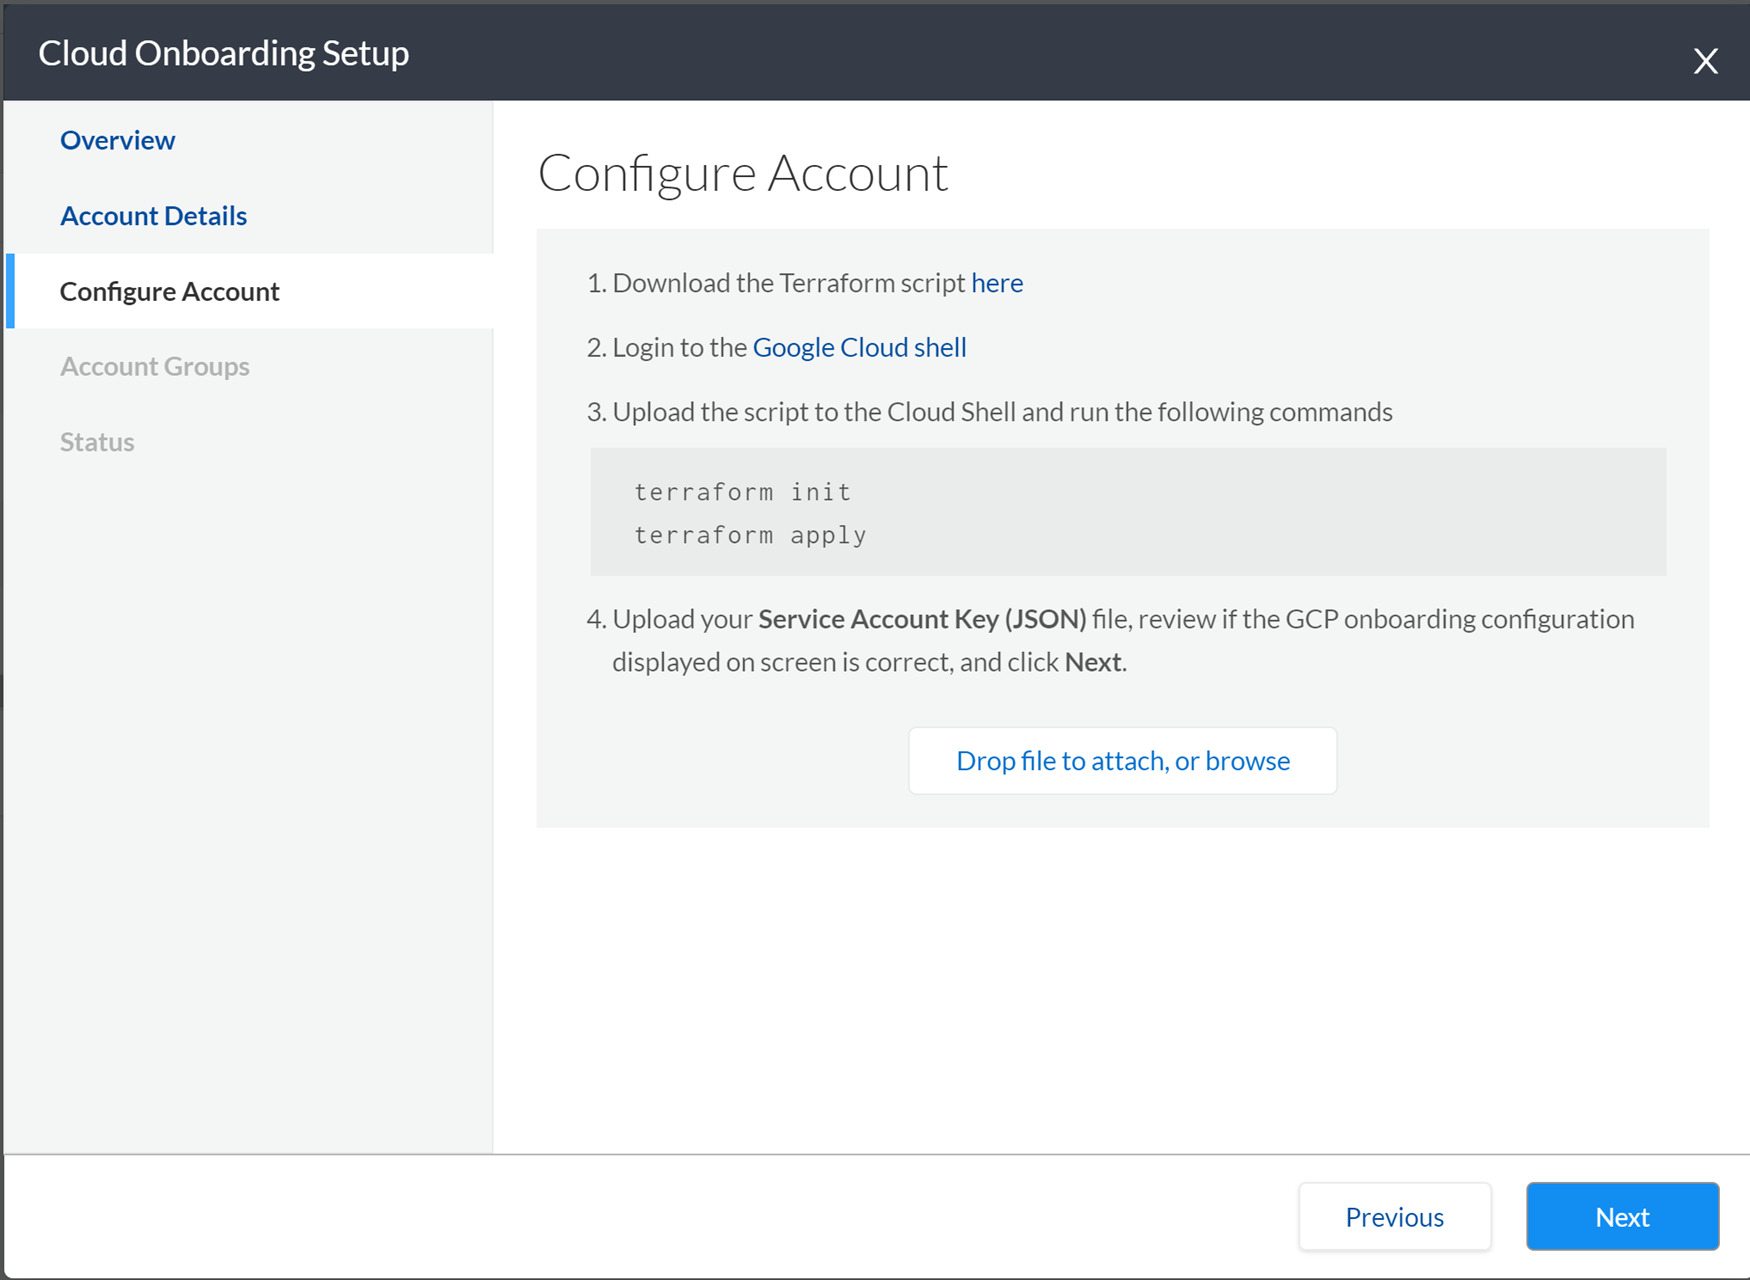 Cloud Onboarding Setup
X
Overview
Account Details
Configure Account
Account Groups
Status
Configure Account
1. Download the Terraform script here
2. Login to the Google Cloud shell
3. Upload the script to the Cloud Shell and run the following commands
terraform init
terraform apply
4. Upload your Service Account Key (JSON) file, review if the GCP onboarding configuration
displayed on screen is correct, and click Next.
Drop file to attach, or browse
Previous
Next